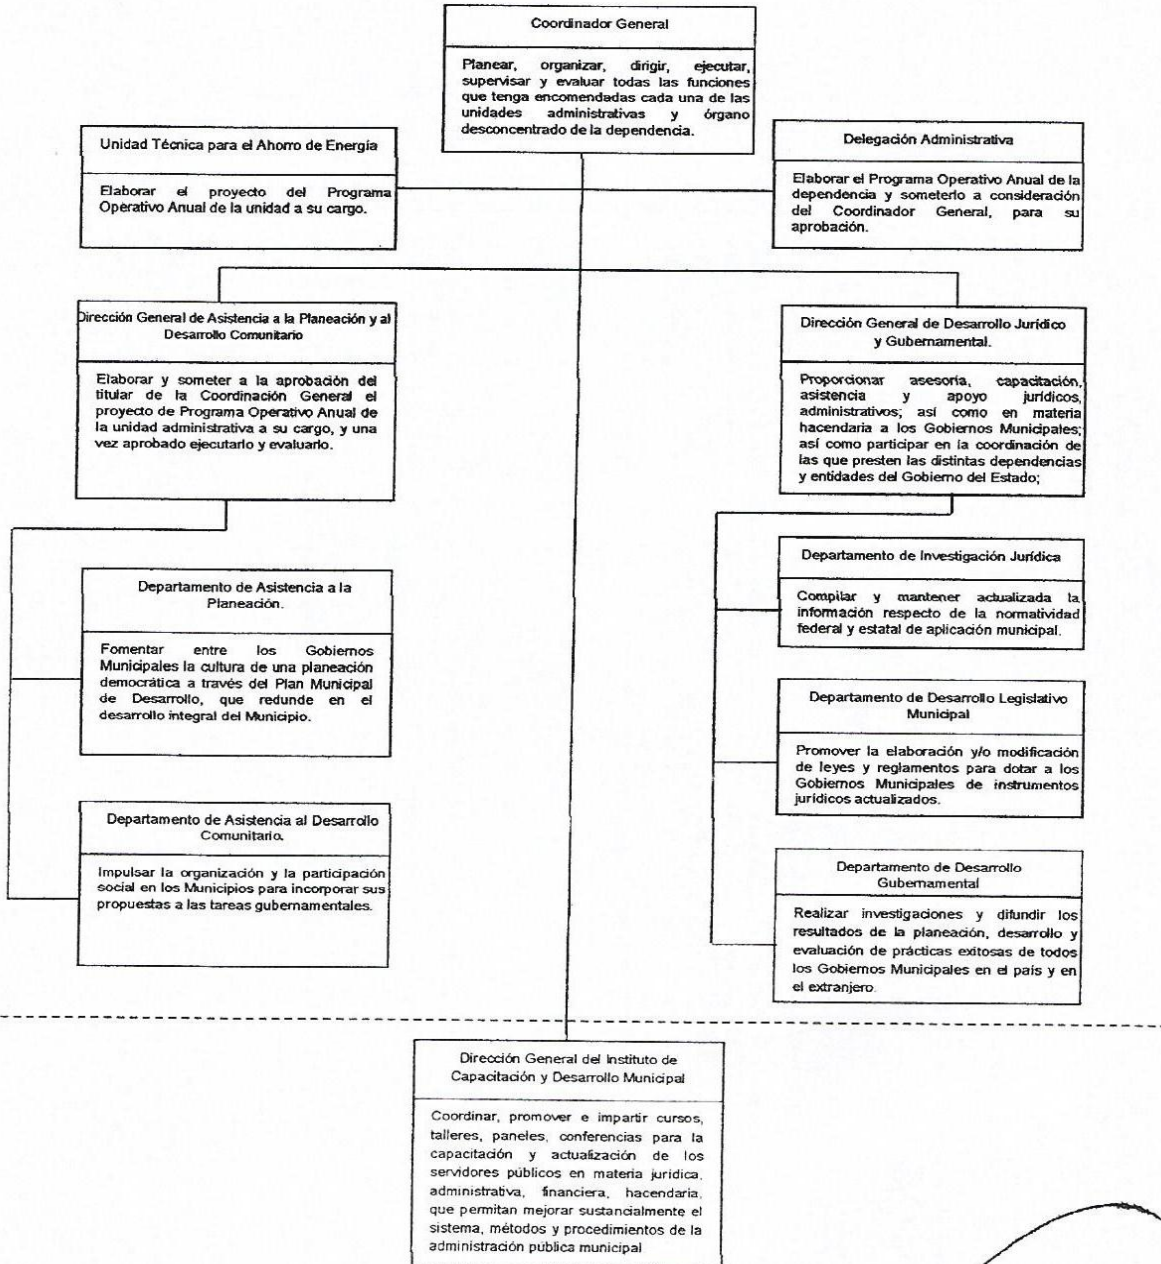 Coordinador General
Planear, organizar, dirigir, ejecutar,
supervisar y evaluar todas las funciones
que tenga encomendadas cada una de las
unidades administrativas y órgano
desconcentrado de la dependencia.
Unidad Técnica para el Ahorro de Energía
Elaborar el proyecto del Programa
Operativo Anual de la unidad a su cargo.
Delegación Administrativa
Elaborar el Programa Operativo Anual de la
dependencia y someterlo a consideración
del Coordinador General, para su
aprobación.
Dirección General de Asistencia a la Planeación y al
Desarrollo Comunitario
Elaborar y someter a la aprobación del
titular de la Coordinación General el
proyecto de Programa Operativo Anual de
la unidad administrativa a su cargo, y una
vez aprobado ejecutarlo y evaluarlo.
Dirección General de Desarrollo Jurídico
y Gubernamental.
Proporcionar asesoría, capacitación,
asistencia y apoyo jurídicos,
administrativos; así como en materia
hacendaria a los Gobiernos Municipales;
así como participar en la coordinación de
las que presten las distintas dependencias
y entidades del Gobierno del Estado;
Departamento de Asistencia a la
Planeación.
Fomentar entre los Gobiernos
Municipales la cultura de una planeación
democrática a través del Plan Municipal
de Desarrollo, que redunde en el
desarrollo integral del Municipio.
Departamento de Asistencia al Desarrollo
Comunitario.
Impulsar la organización y la participación
social en los Municipios para incorporar sus
propuestas a las tareas gubernamentales.
Departamento de Investigación Jurídica
Compilar y mantener actualizada la
información respecto de la normatividad
federal y estatal de aplicación municipal.
Departamento de Desarrollo Legislativo
Municipal
Promover la elaboración y/o modificación
de leyes y reglamentos para dotar a los
Gobiernos Municipales de instrumentos
jurídicos actualizados.
Departamento de Desarrollo
Gubernamental
Realizar investigaciones y difundir los
resultados de la planeación, desarrollo y
evaluación de prácticas exitosas de todos
los Gobiernos Municipales en el país y en
el extranjero.
Dirección General del Instituto de
Capacitación y Desarrollo Municipal
Coordinar, promover e impartir cursos,
talleres, paneles, conferencias para la
capacitación y actualización de los
servidores públicos en materia jurídica,
administrativa, financiera, hacendaria,
que permitan mejorar sustancialmente el
sistema, métodos y procedimientos de la
administración pública municipal